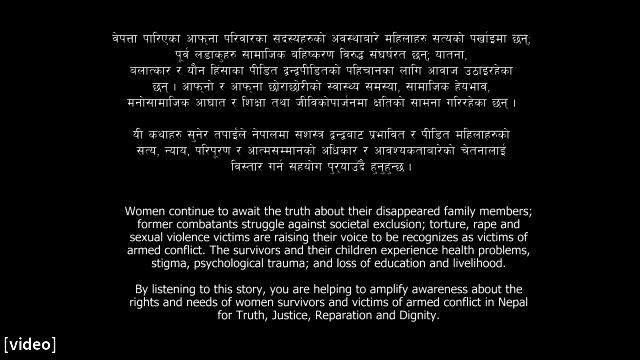 वेपत्ता पारिएका आफ्ना परिवारका सदस्यहरुको अवस्थाबारे महिलाहरु सत्यको पर्खाइमा छन्,
पूर्व लडाकुहरु सामाजिक वहिष्करण विरुद्ध संघर्षरत छन्; यातना,
बलात्कार र यौन हिंसाका पीडित द्वन्द्वपीडितको पहिचानका लागि आवाज उठाइरहेका
छन् । आफ्नो र आफ्ना छोराछोरीको स्वास्थ्य समस्या, सामाजिक हेयभाव,
मनोसामाजिक आघात र शिक्षा तथा जीविकोपार्जनमा क्षतिको सामना गरिरहेका छन् ।
यी कथाहरु सुनेर तपाईले नेपालमा सशस्त्र द्वन्द्वबाट प्रभावित र पीडित महिलाहरुको
सत्य, न्याय, परिपूरण र आत्मसम्मानको अधिकार र आवश्यकताबारेको चेतनालाई
विस्तार गर्न सहयोग पुर्‍याउँदै हुनुहुन्छ ।
Women continue to await the truth about their disappeared family members;
former combatants struggle against societal exclusion; torture, rape and
sexual violence victims are raising their voice to be recognizes as victims of
armed conflict. The survivors and their children experience health problems,
stigma, psychological trauma; and loss of education and livelihood.
By listening to this story, you are helping to amplify awareness about the
rights and needs of women survivors and victims of armed conflict in Nepal
for Truth, Justice, Reparation and Dignity.
[video]